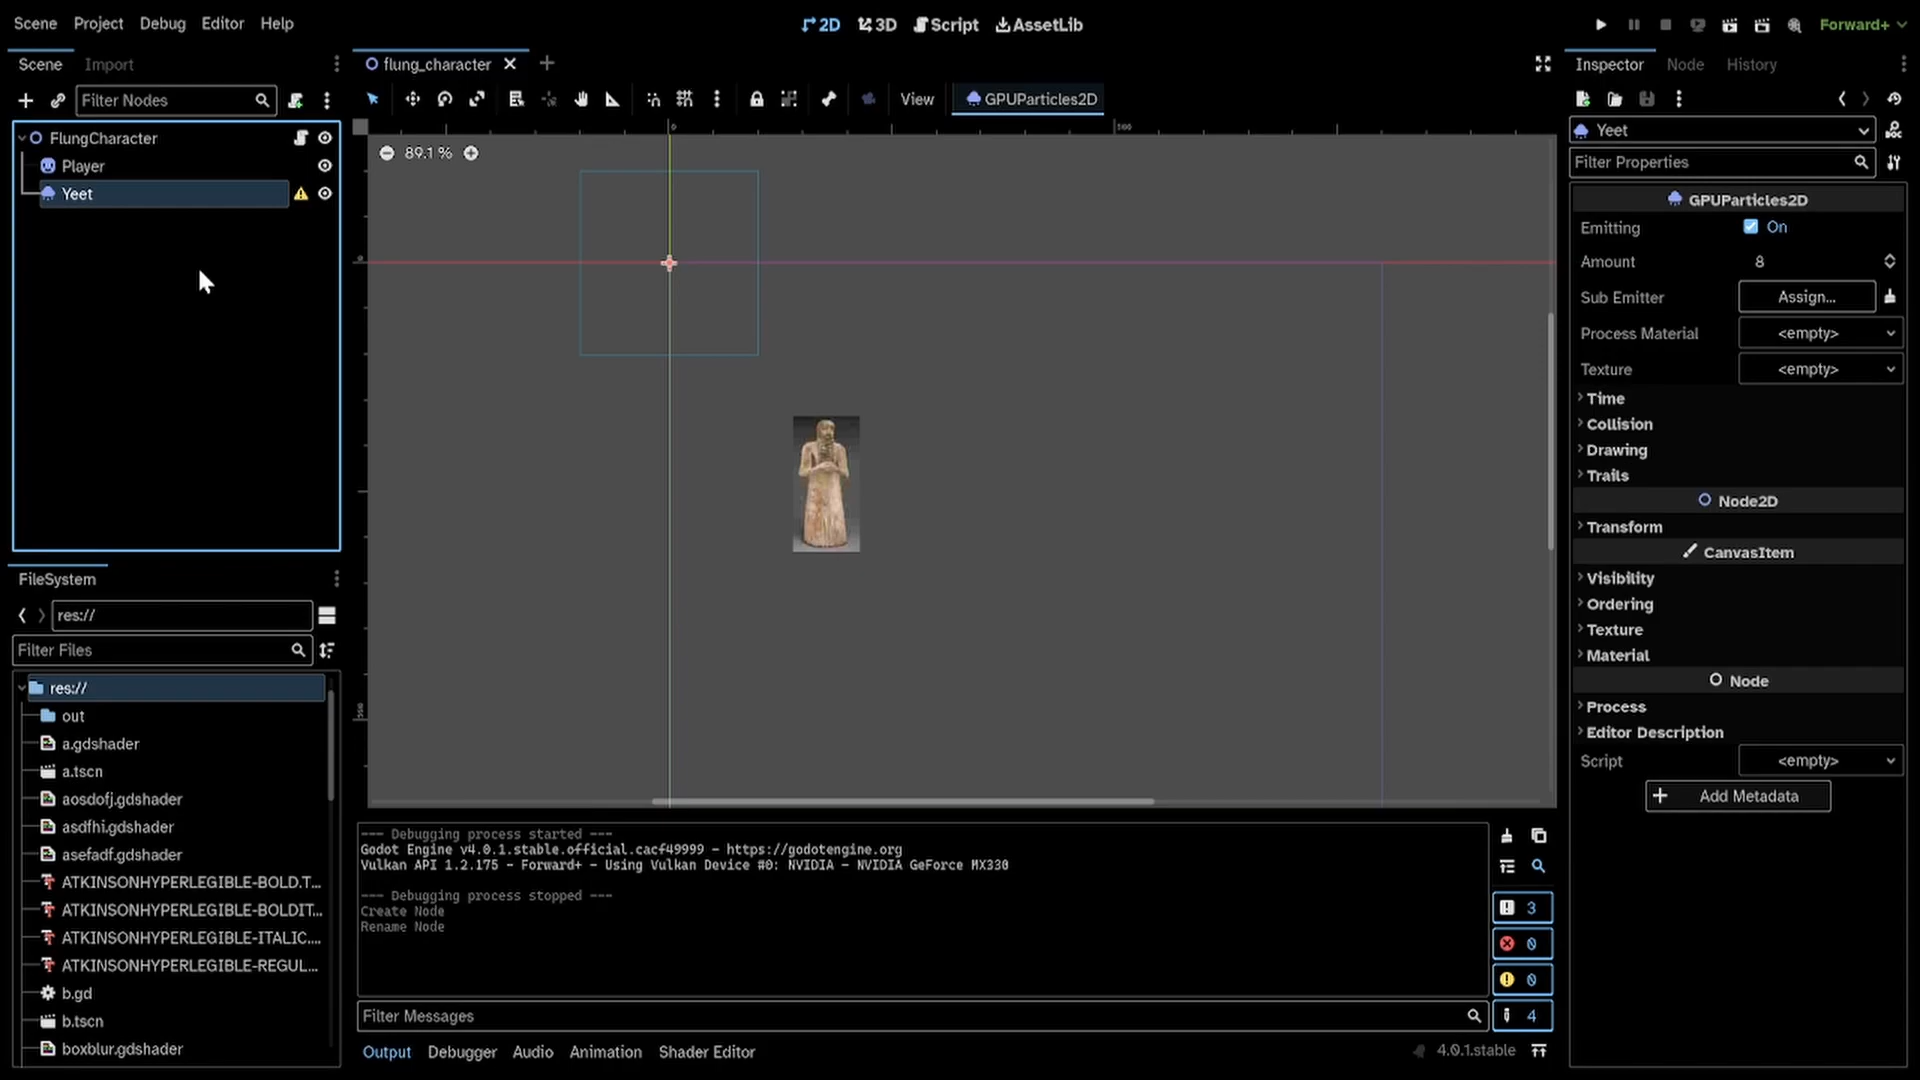 Scene Project Debug Editor Help
2D 3D Script AssetLib
Forward+
Scene Import
Filter Nodes
FlungCharacter
Player
Yeet
flung_character
View GPUParticles2D
89.1 %
0
500
0
500
Inspector Node History
Yeet
Filter Properties
GPUParticles2D
Emitting On
Amount 8
Sub Emitter Assign...
Process Material <empty>
Texture <empty>
Time
Collision
Drawing
Trails
Node2D
Transform
CanvasItem
Visibility
Ordering
Texture
Material
Node
Process
Editor Description
Script <empty>
Add Metadata
FileSystem
res://
Filter Files
res://
out
a.gdshader
a.tscn
aosdofj.gdshader
asdfhi.gdshader
asefadf.gdshader
ATKINSONHYPERLEGIBLE-BOLD.T...
ATKINSONHYPERLEGIBLE-BOLDIT...
ATKINSONHYPERLEGIBLE-ITALIC....
ATKINSONHYPERLEGIBLE-REGUL...
b.gd
b.tscn
boxblur.gdshader
--- Debugging process started ---
Godot Engine v4.0.1.stable.official.cacf49999 - https://godotengine.org
Vulkan API 1.2.175 - Forward+ - Using Vulkan Device #0: NVIDIA - NVIDIA GeForce MX330
--- Debugging process stopped ---
Create Node
Rename Node
3
0
0
4
Filter Messages
Output Debugger Audio Animation Shader Editor
4.0.1.stable